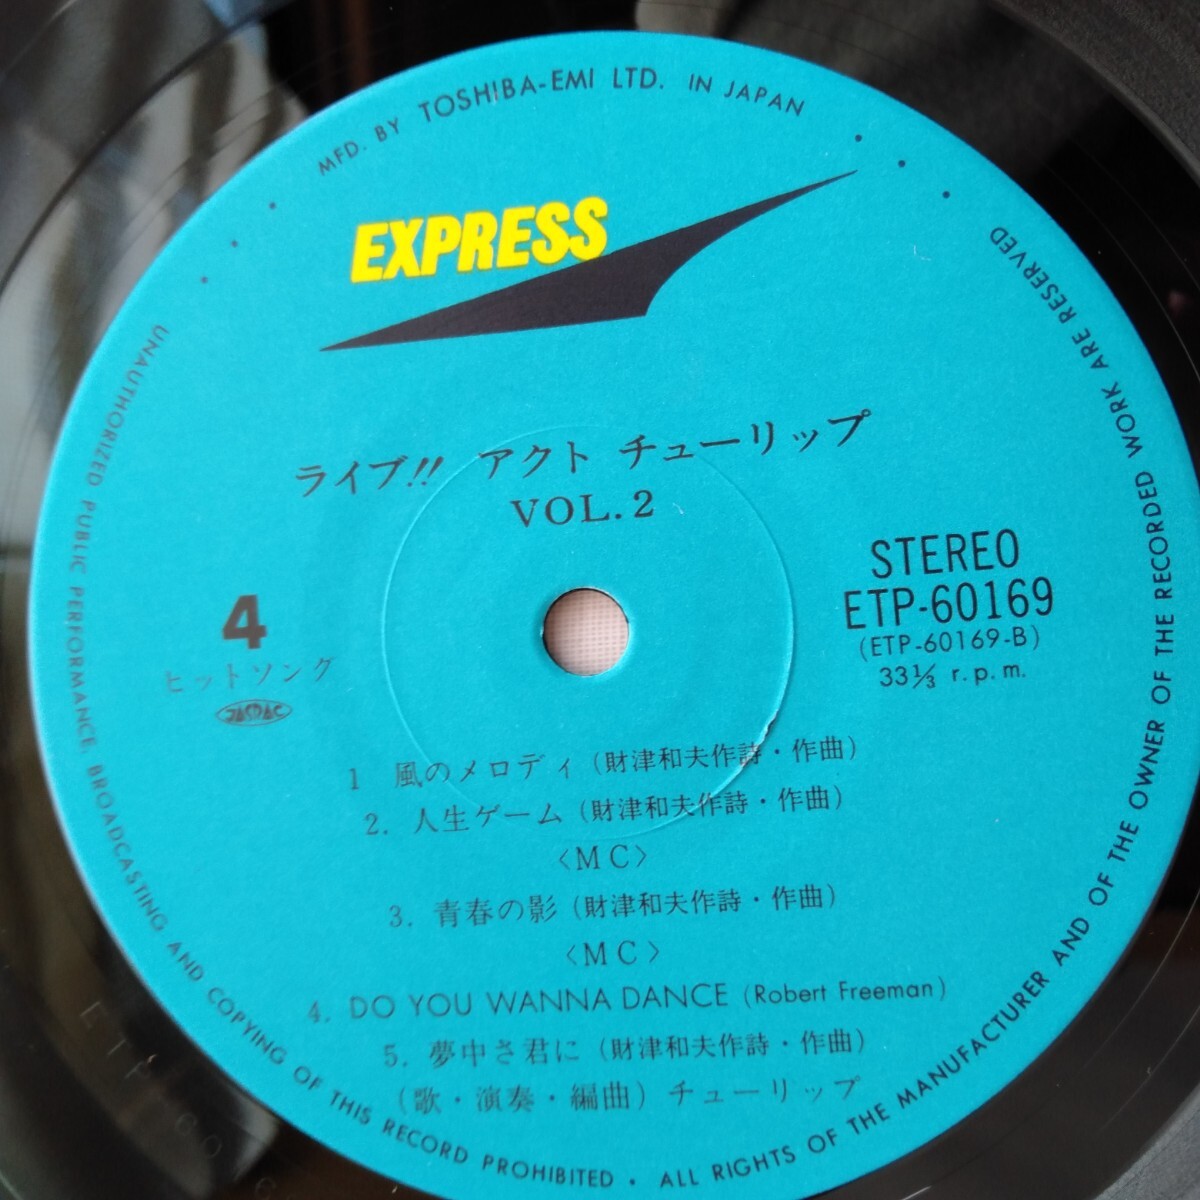 MFD. BY TOSHIBA-EMI LTD. IN JAPAN
EXPRESS
ライブ!! アクト チューリップ
VOL.2
STEREO
ETP-60169
(ETP-60169-B)
33⅓ r.p.m.
4
ヒットソング
JASRAC
1 風のメロディ (財津和夫作詩・作曲)
2. 人生ゲーム (財津和夫作詩・作曲)
〈MC〉
3. 青春の影 (財津和夫作詩・作曲)
〈MC〉
4. DO YOU WANNA DANCE (Robert Freeman)
5. 夢中さ君に (財津和夫作詩・作曲)
(歌・演奏・編曲) チューリップ
UNAUTHORIZED PUBLIC PERFORMANCE, BROADCASTING AND COPYING OF THIS RECORD PROHIBITED • ALL RIGHTS OF THE MANUFACTURER AND OF THE OWNER OF THE RECORDED WORK ARE RESERVED